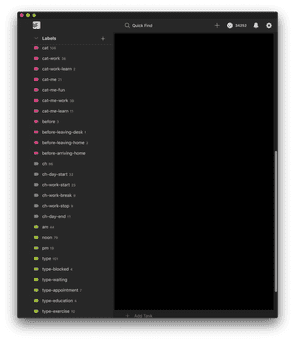 Quick Find
34263
Labels
cat
cat-work
cat-work-learn
cat-me
cat-me-fun
cat-me-work
cat-me-learn
before
before-leaving-desk
before-leaving-home
before-arriving-home
ch
ch-day-start
ch-work-start
ch-work-break
ch-work-stop
ch-day-end
am
noon
pm
type
type-blocked
type-waiting
type-appointment
type-education
type-exercise
Add Task